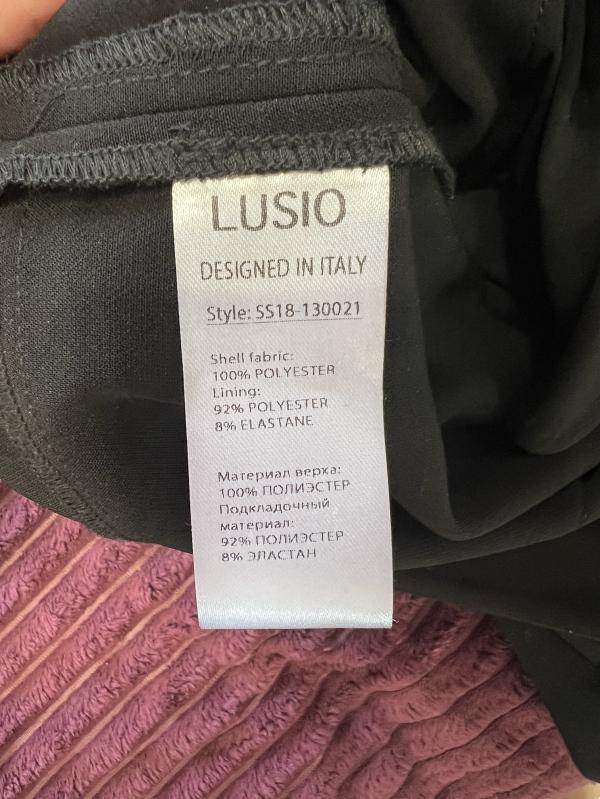 LUSIO
DESIGNED IN ITALY
Style: SS18-130021
Shell fabric:
100% POLYESTER
Lining:
92% POLYESTER
8% ELASTANE
Материал верха:
100% ПОЛИЭСТЕР
Подкладочный
материал:
92% ПОЛИЭСТЕР
8% ЭЛАСТАН